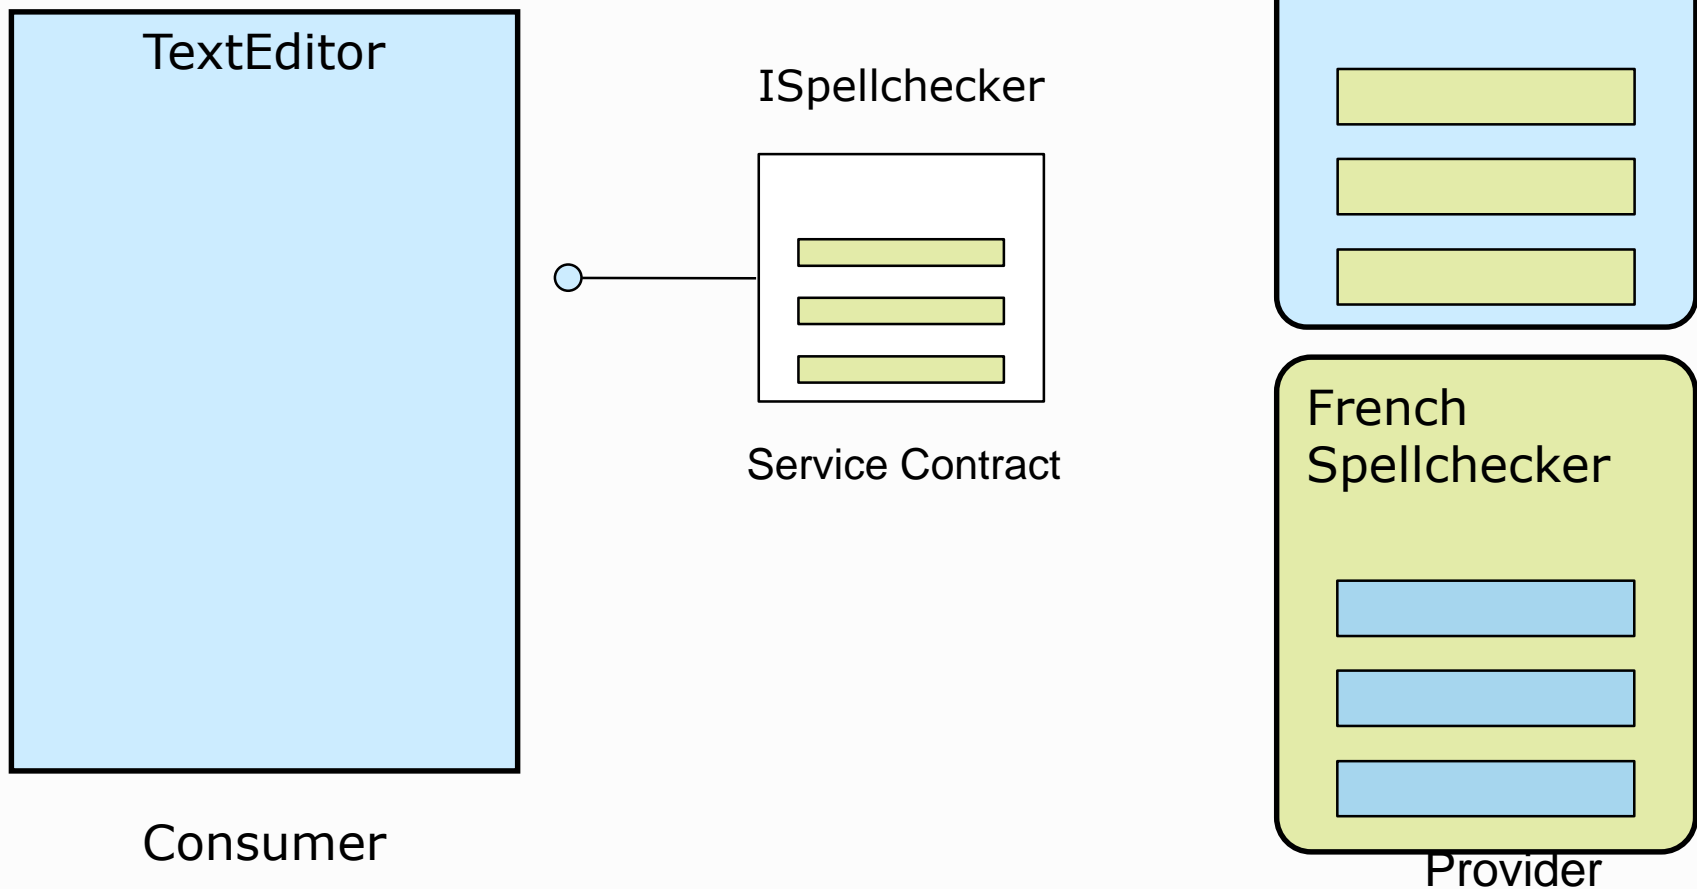 TextEditor
ISpellchecker
Service Contract
French
Spellchecker
Consumer
Provider